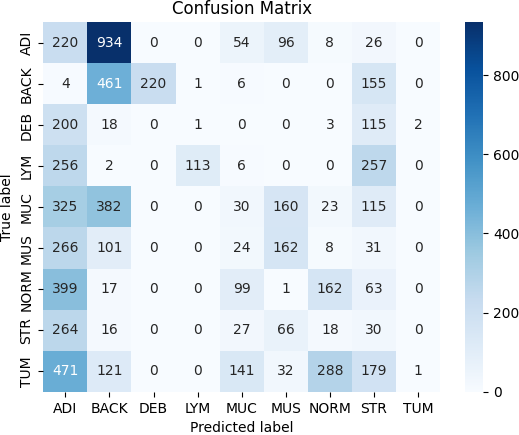 Confusion Matrix
True label
ADI 220 934 0 0 54 96 8 26 0
BACK 4 461 220 1 6 0 0 155 0
DEB 200 18 0 1 0 0 3 115 2
LYM 256 2 0 113 6 0 0 257 0
MUC 325 382 0 0 30 160 23 115 0
MUS 266 101 0 0 24 162 8 31 0
NORM 399 17 0 0 99 1 162 63 0
STR 264 16 0 0 27 66 18 30 0
TUM 471 121 0 0 141 32 288 179 1
ADI BACK DEB LYM MUC MUS NORM STR TUM
Predicted label
800
600
400
200
0